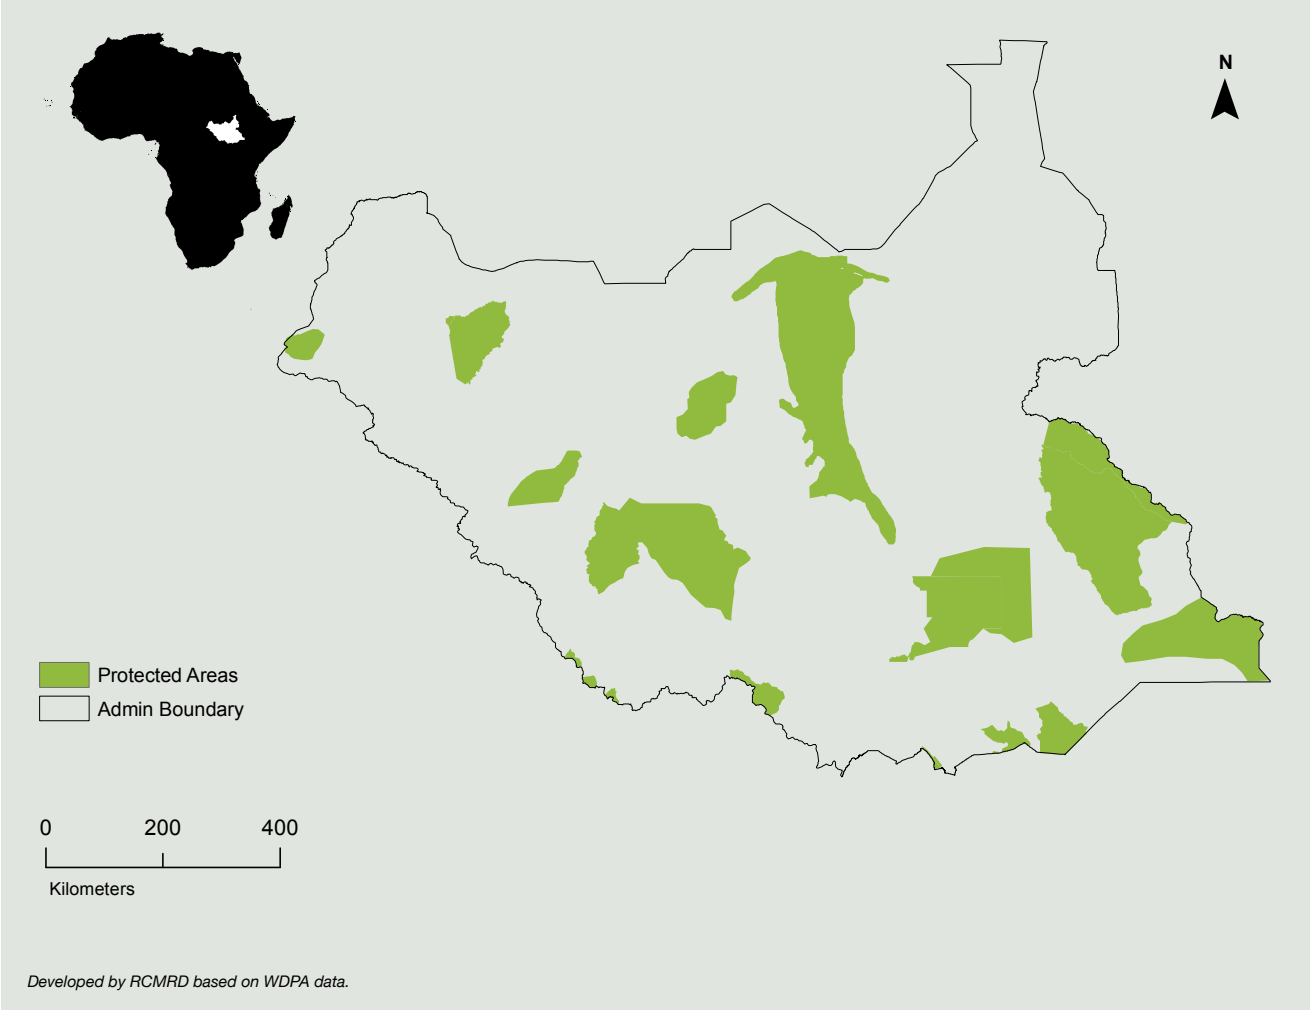 N
Protected Areas
Admin Boundary
0 200 400
Kilometers
Developed by RCMRD based on WDPA data.